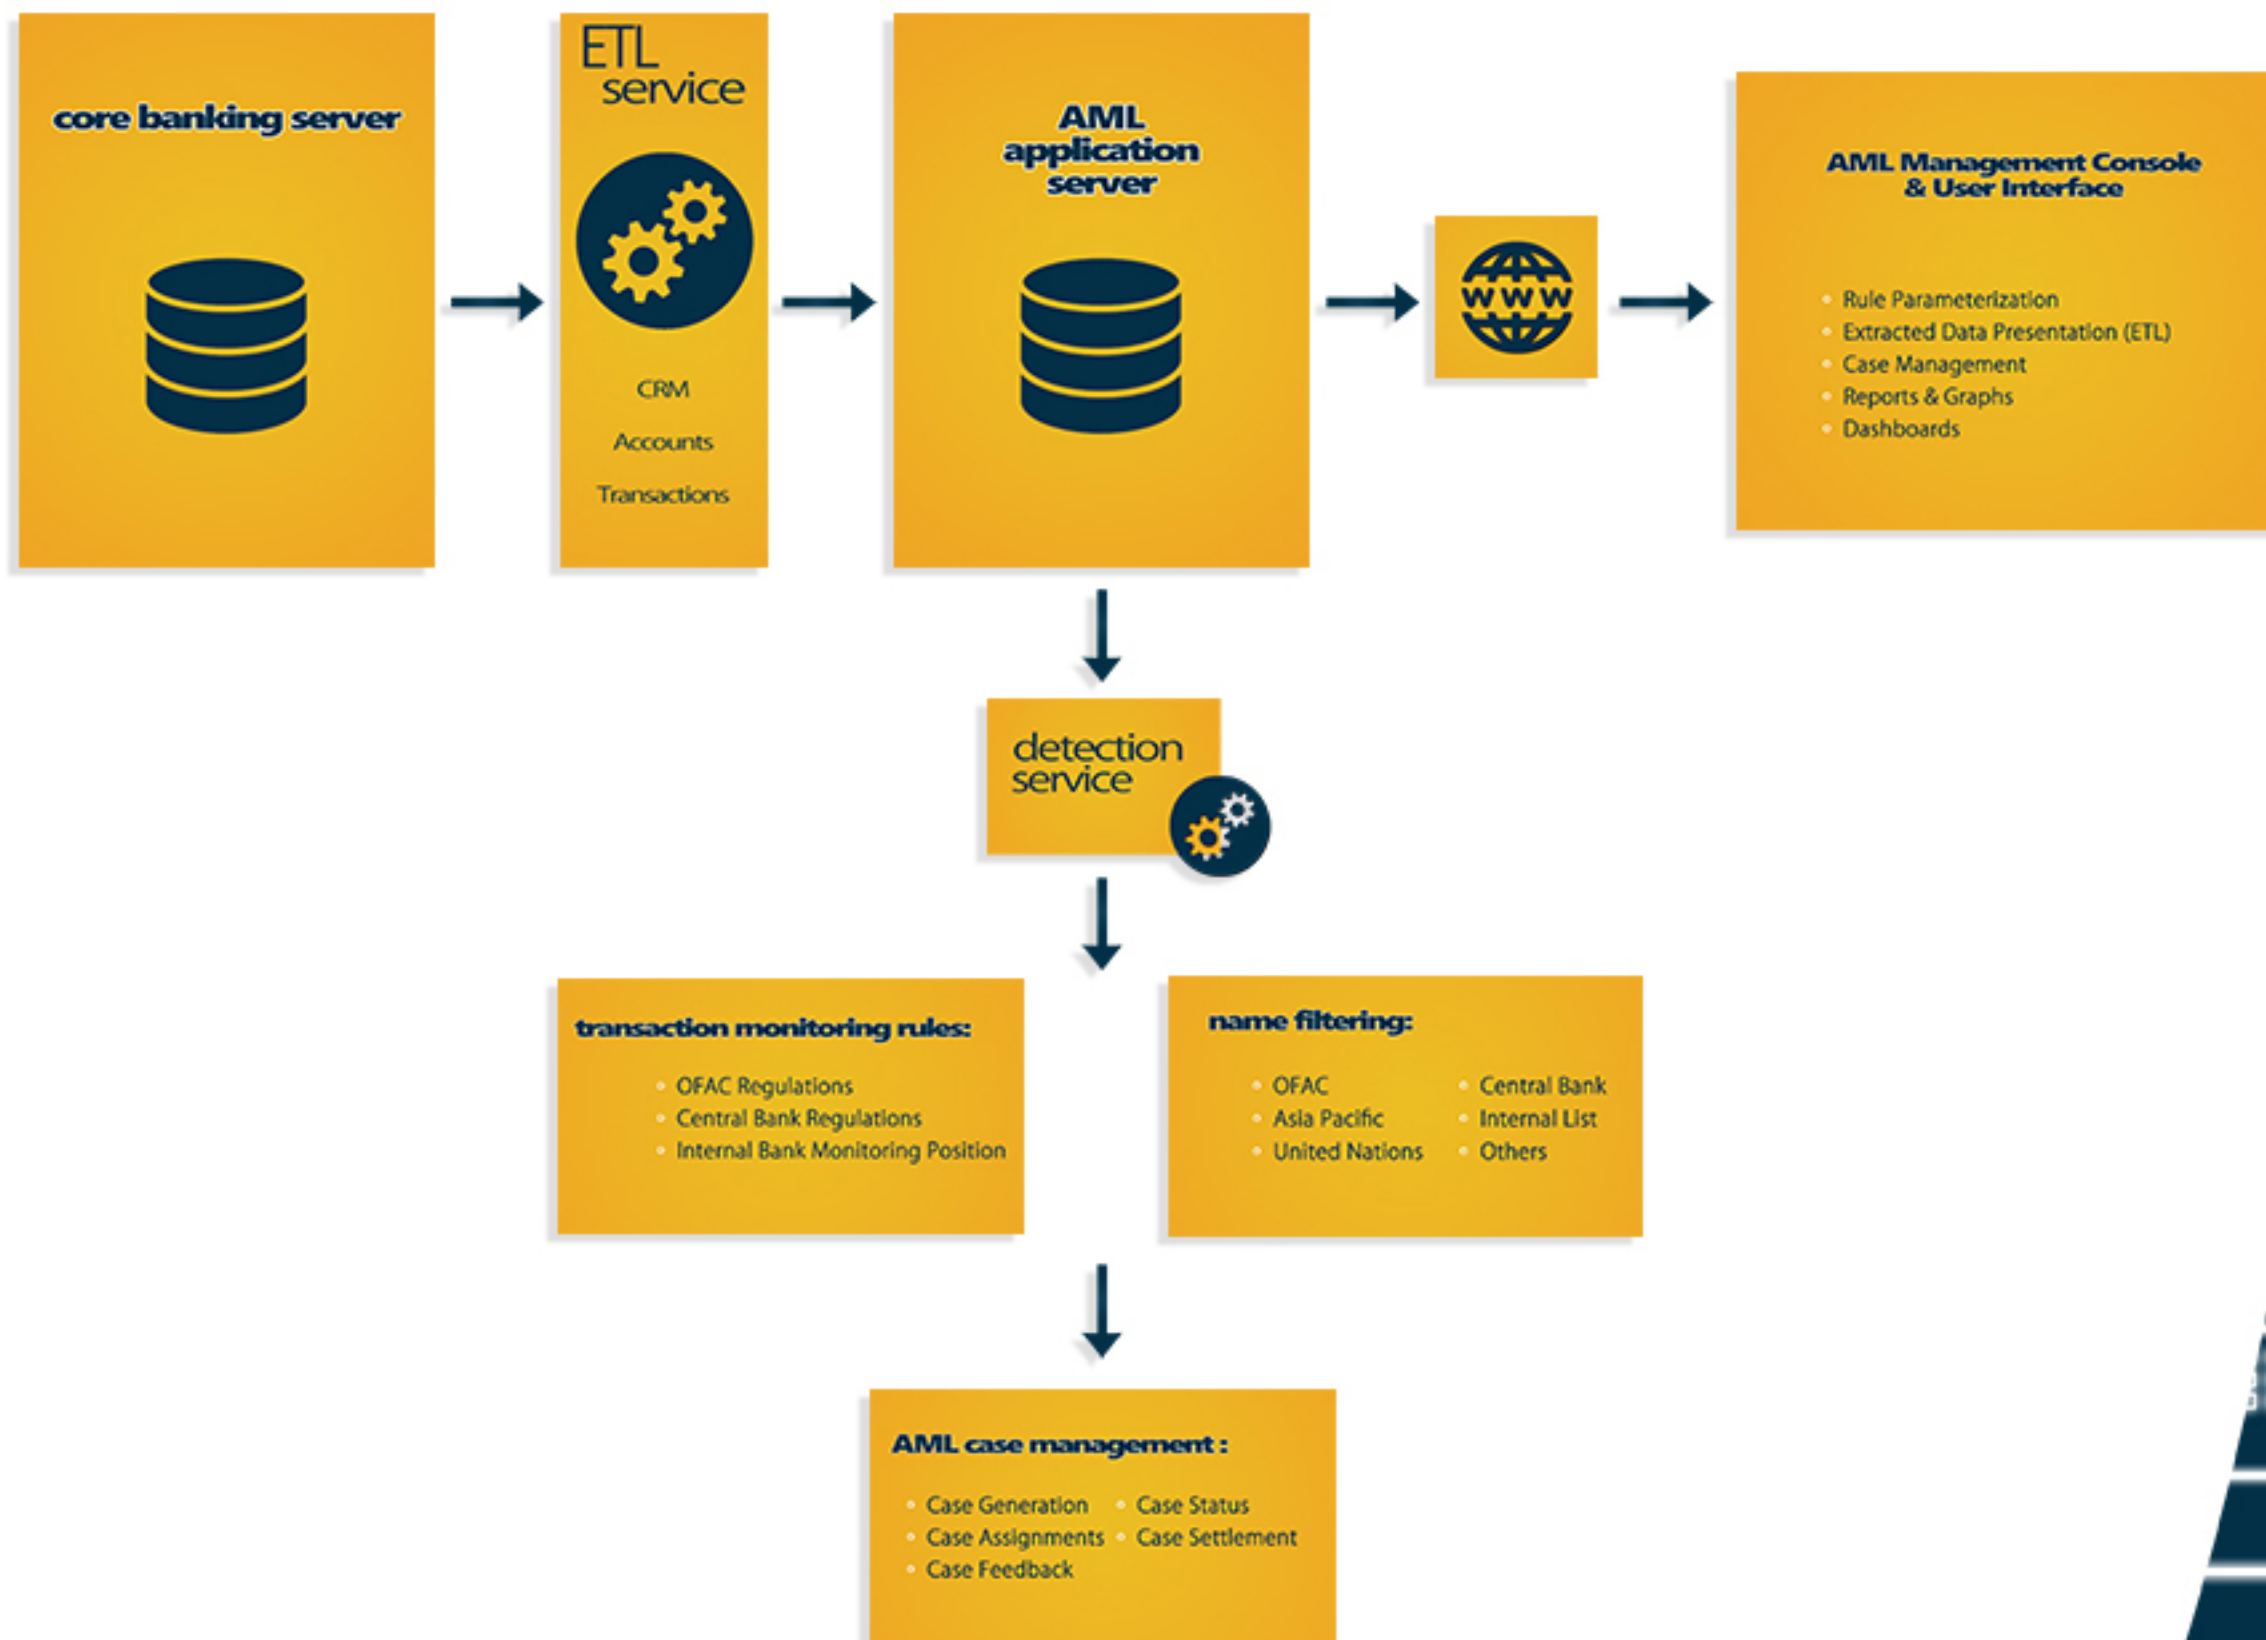 core banking server
ETL
service
CRM
Accounts
Transactions
AML
application
server
www
AML Management Console
& User Interface
Rule Parameterization
Extracted Data Presentation (ETL)
Case Management
Reports & Graphs
Dashboards
detection
service
transaction monitoring rules:
OFAC Regulations
Central Bank Regulations
Internal Bank Monitoring Position
name filtering:
OFAC
Asia Pacific
United Nations
Central Bank
Internal List
Others
AML case management :
Case Generation
Case Assignments
Case Feedback
Case Status
Case Settlement